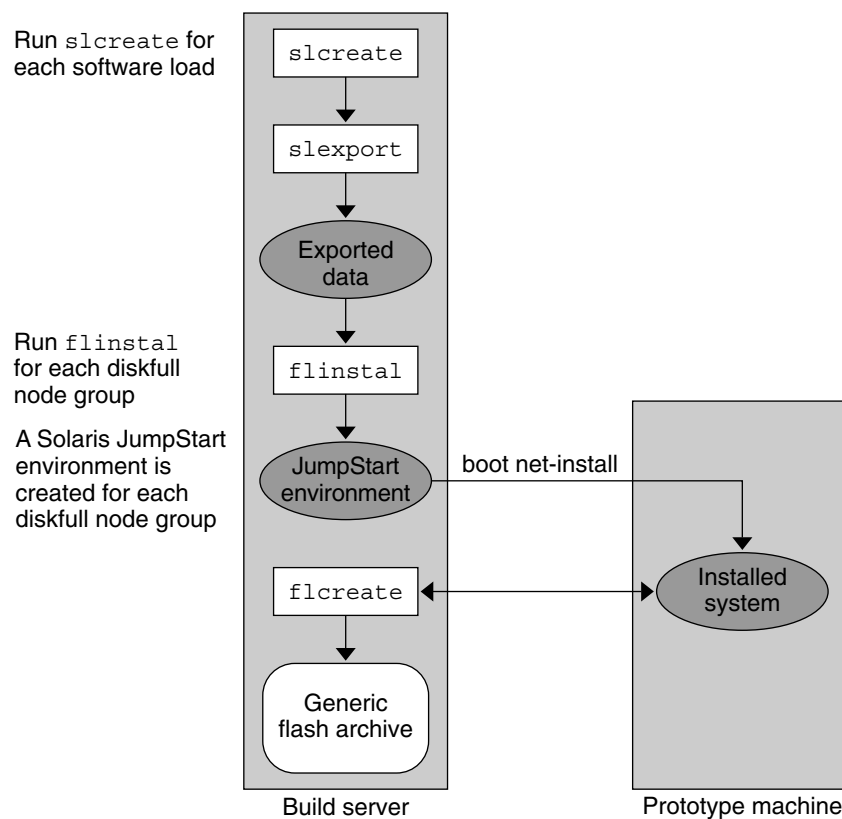 Run slcreate for
each software load
slcreate
slexport
Exported
data
Run flinstal
for each diskfull
node group
flinstal
A Solaris JumpStart
environment is
created for each
diskfull node group
JumpStart
environment
boot net-install
flcreate
Installed
system
Generic
flash archive
Build server
Prototype machine